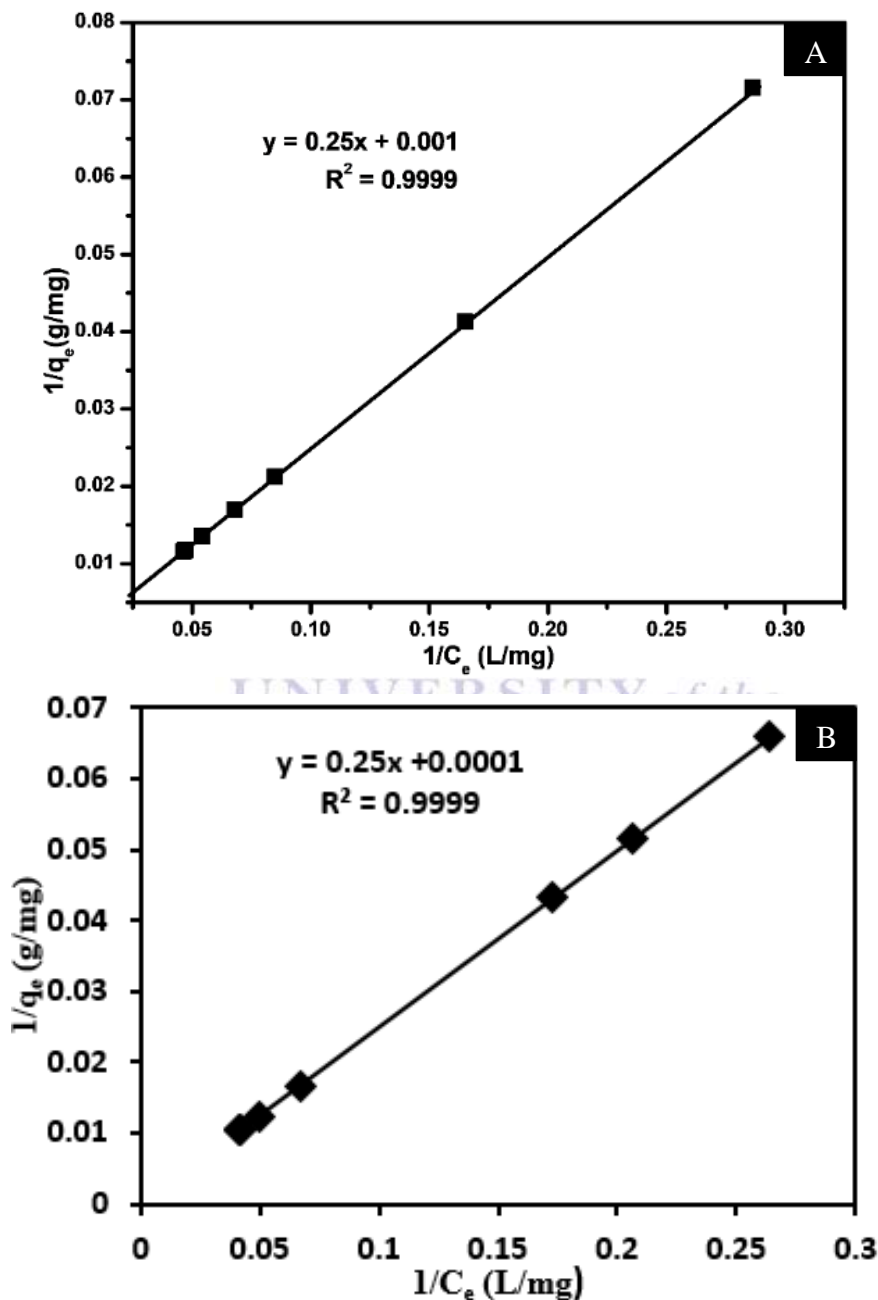 A
0.08
0.07
0.06
0.05
0.04
0.03
0.02
0.01
y = 0.25x + 0.001
R² = 0.9999
1/qₑ(g/mg)
0.05 0.10 0.15 0.20 0.25 0.30
1/Cₑ (L/mg)
UNIVERSITY of the
B
0.07
0.06
0.05
0.04
0.03
0.02
0.01
0
y = 0.25x +0.0001
R² = 0.9999
1/qₑ (g/mg)
0 0.05 0.1 0.15 0.2 0.25 0.3
1/Cₑ (L/mg)